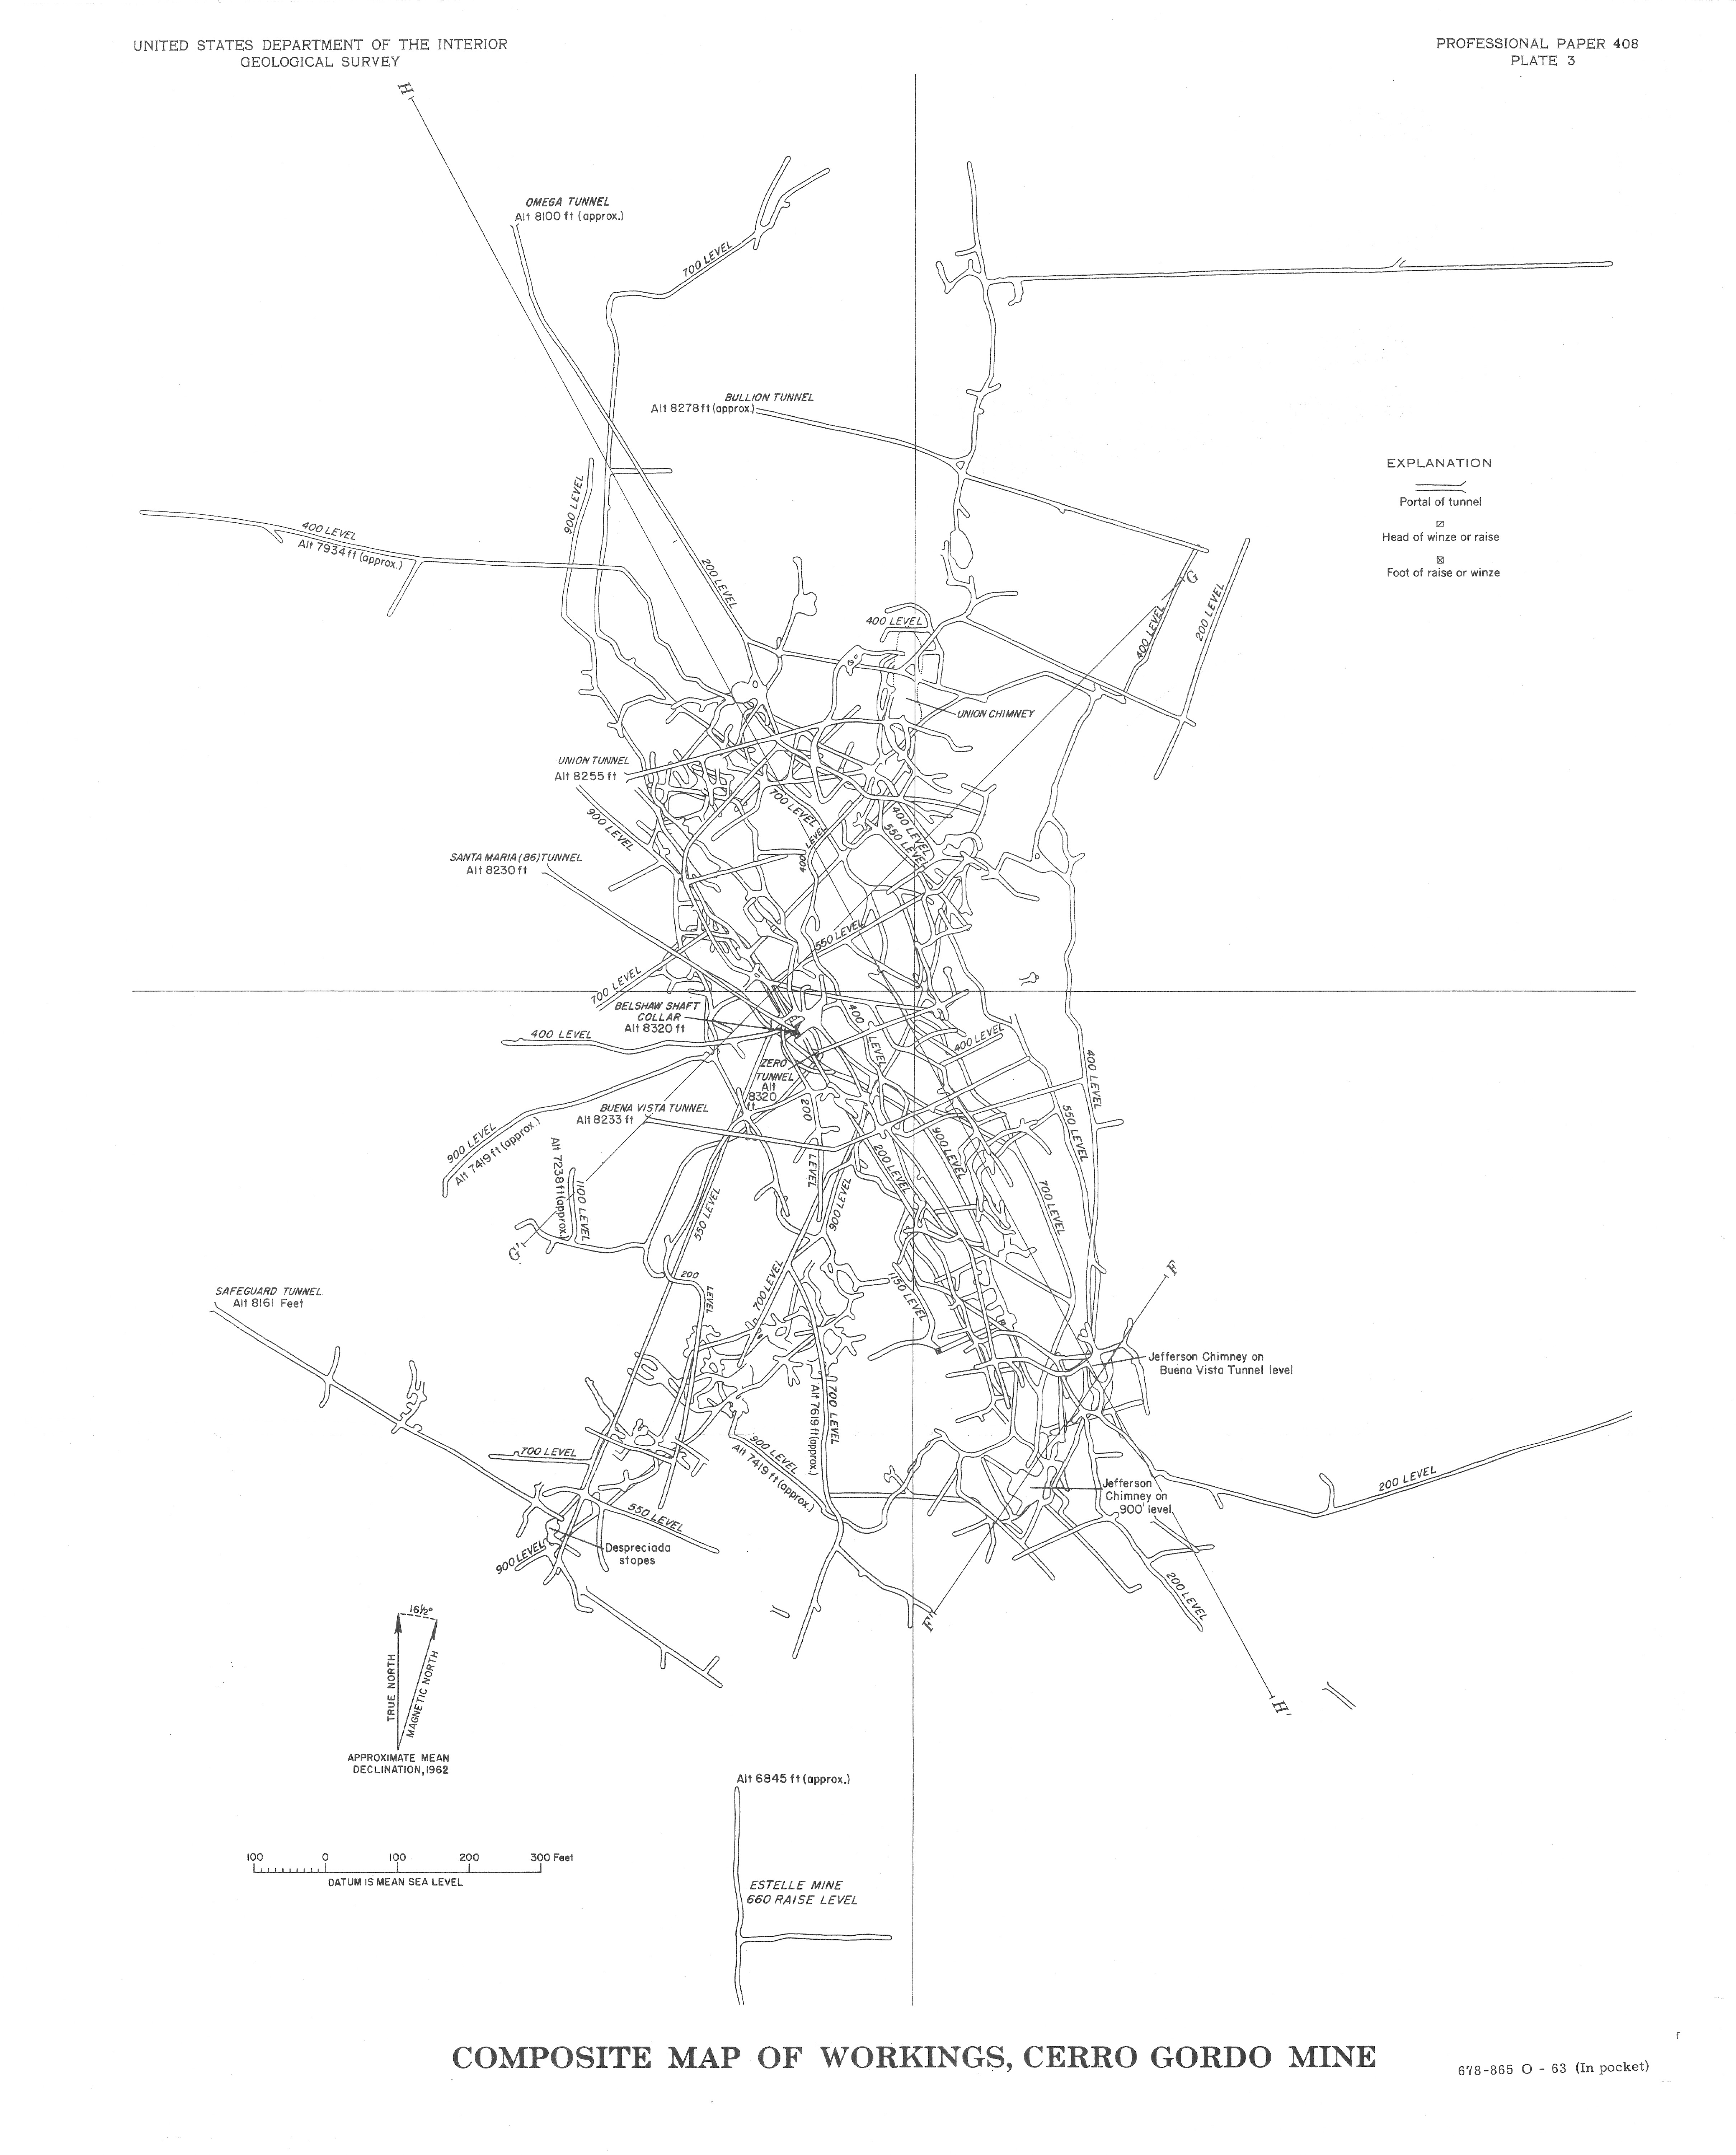 UNITED STATES DEPARTMENT OF THE INTERIOR
GEOLOGICAL SURVEY
PROFESSIONAL PAPER 408
PLATE 3
H
OMEGA TUNNEL
Alt 8100 ft (approx.)
700 LEVEL
BULLION TUNNEL
Alt 8278 ft (approx.)
EXPLANATION
Portal of tunnel
Head of winze or raise
Foot of raise or winze
900 LEVEL
400 LEVEL
Alt 7934 ft (approx.)
200 LEVEL
G
400 LEVEL
200 LEVEL
400 LEVEL
UNION CHIMNEY
UNION TUNNEL
Alt 8255 ft
900 LEVEL
700 LEVEL
400 LEVEL
400 LEVEL
550 LEVEL
SANTA MARIA (86) TUNNEL
Alt 8230 ft
550 LEVEL
700 LEVEL
BELSHAW SHAFT
COLLAR
Alt 8320 ft
400 LEVEL
400 LEVEL
400 LEVEL
400 LEVEL
ZERO
TUNNEL
Alt
8320
ft
BUENA VISTA TUNNEL
Alt 8233 ft
200 LEVEL
550 LEVEL
900 LEVEL
Alt 7419 ft (approx.)
Alt 7238 ft (approx.)
1100 LEVEL
200 LEVEL
900 LEVEL
550 LEVEL
900 LEVEL
700 LEVEL
G'
F
200 LEVEL
700 LEVEL
1150 LEVEL
SAFEGUARD TUNNEL
Alt 8161 Feet
Jefferson Chimney on
Buena Vista Tunnel level
700 LEVEL
Alt 7619 ft (approx.)
700 LEVEL
900 LEVEL
Alt 7419 ft (approx.)
200 LEVEL
Jefferson
Chimney on
900' level
550 LEVEL
Despreciada
stopes
900 LEVEL
200 LEVEL
F'
16½°
TRUE NORTH
MAGNETIC NORTH
APPROXIMATE MEAN
DECLINATION, 1962
H'
Alt 6845 ft (approx.)
100 0 100 200 300 Feet
DATUM IS MEAN SEA LEVEL
ESTELLE MINE
660 RAISE LEVEL
COMPOSITE MAP OF WORKINGS, CERRO GORDO MINE
678-865 O - 63 (In pocket)